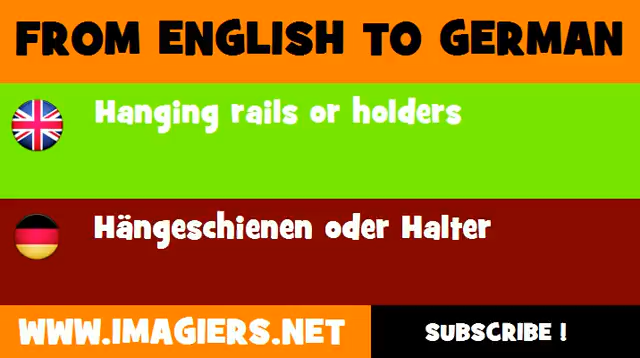 FROM ENGLISH TO GERMAN
Hanging rails or holders
Hängeschienen oder Halter
WWW.IMAGIERS.NET
SUBSCRIBE !